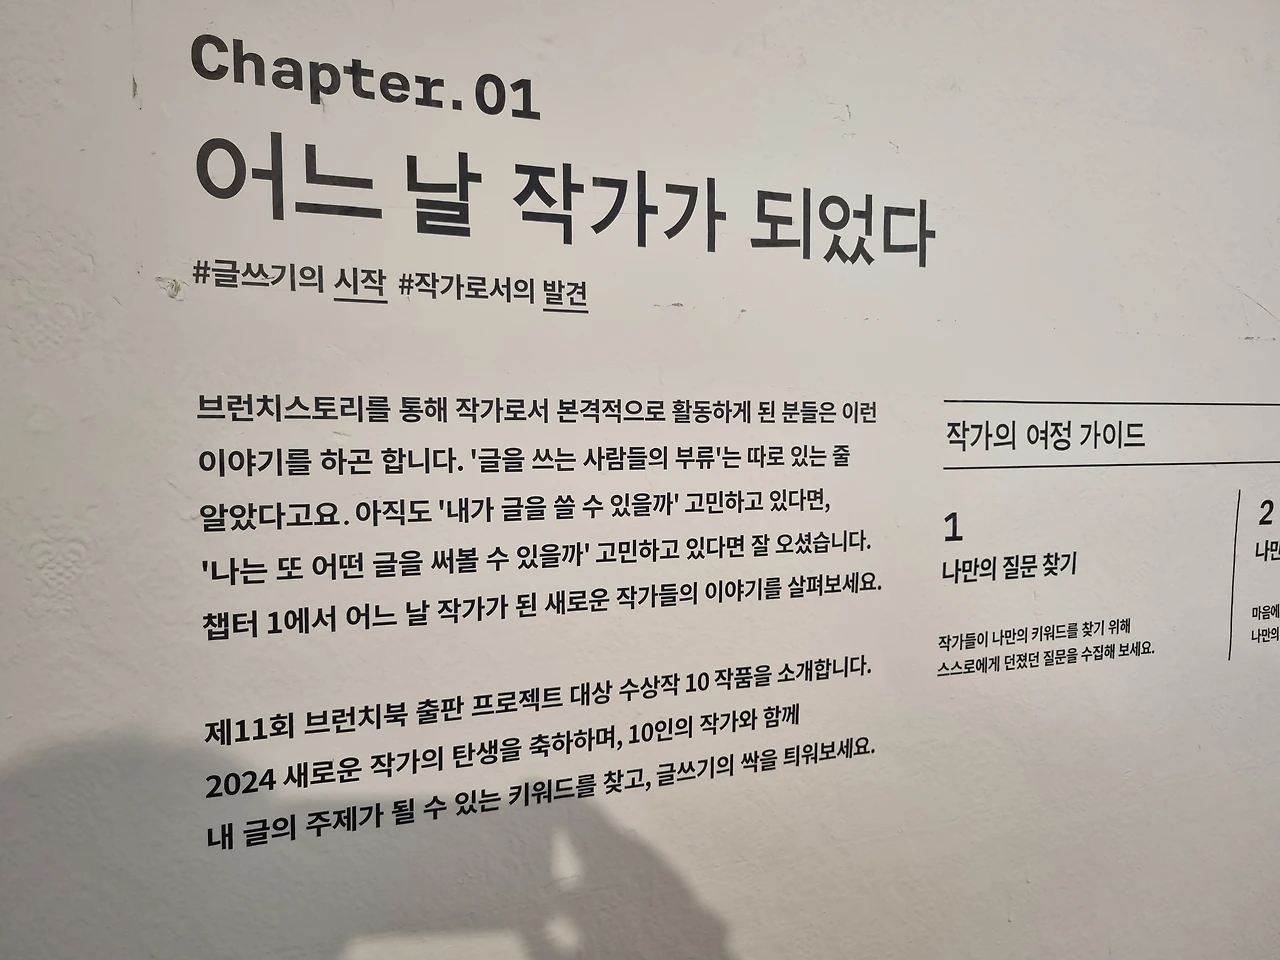 Chapter.01
어느 날 작가가 되었다
#글쓰기의 시작 #작가로서의 발견
브런치스토리를 통해 작가로서 본격적으로 활동하게 된 분들은 이런
이야기를 하곤 합니다. '글을 쓰는 사람들의 부류'는 따로 있는 줄
알았다고요. 아직도 '내가 글을 쓸 수 있을까' 고민하고 있다면,
'나는 또 어떤 글을 써볼 수 있을까' 고민하고 있다면 잘 오셨습니다.
챕터 1에서 어느 날 작가가 된 새로운 작가들의 이야기를 살펴보세요.
제11회 브런치북 출판 프로젝트 대상 수상작 10 작품을 소개합니다.
2024 새로운 작가의 탄생을 축하하며, 10인의 작가와 함께
내 글의 주제가 될 수 있는 키워드를 찾고, 글쓰기의 싹을 틔워보세요.
작가의 여정 가이드
1
나만의 질문 찾기
작가들이 나만의 키워드를 찾기 위해
스스로에게 던졌던 질문을 수집해 보세요.
2
나만
마음에
나만의